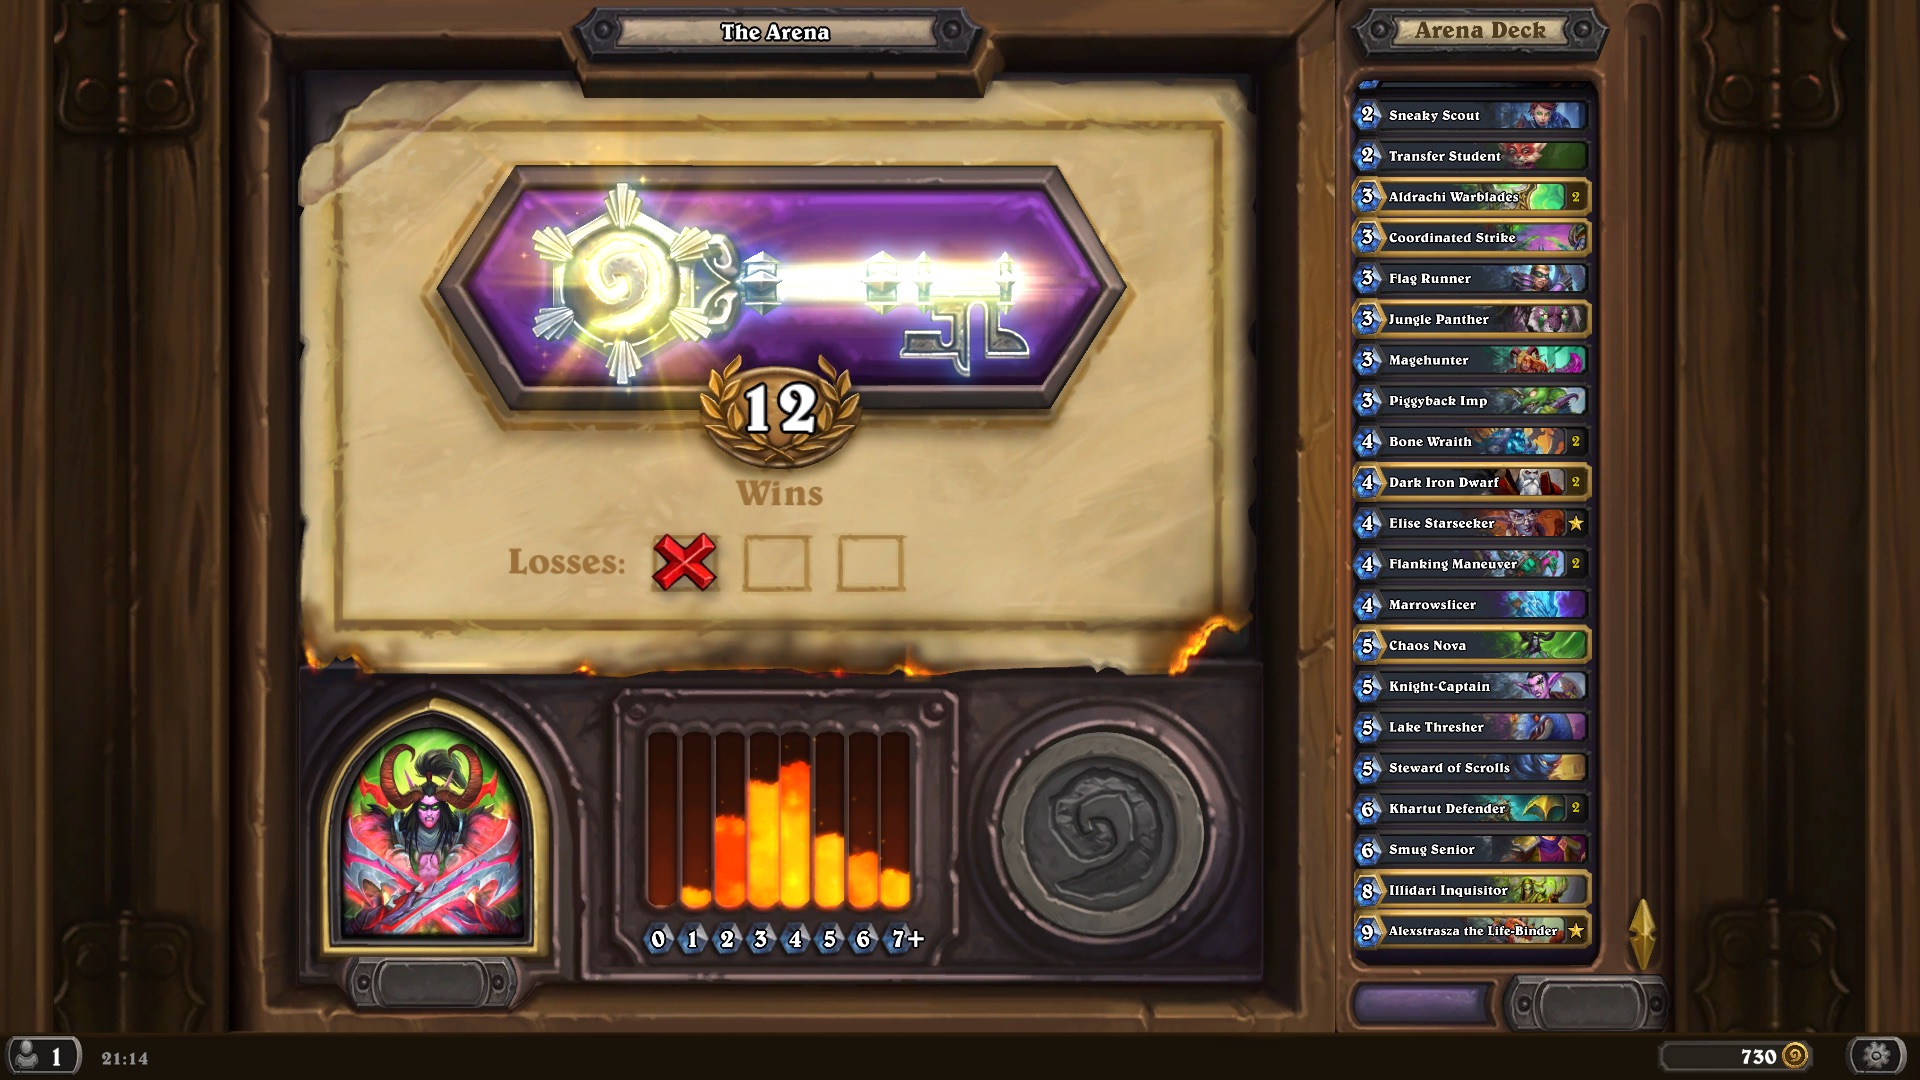 The Arena
12
Wins
Losses:
0 1 2 3 4 5 6 7+
Arena Deck
2 Sneaky Scout
2 Transfer Student
3 Aldrachi Warblades 2
3 Coordinated Strike
3 Flag Runner
3 Jungle Panther
3 Magehunter
3 Piggyback Imp
4 Bone Wraith 2
4 Dark Iron Dwarf 2
4 Elise Starseeker
4 Flanking Maneuver 2
4 Marrowslicer
5 Chaos Nova
5 Knight-Captain
5 Lake Thresher
5 Steward of Scrolls
6 Khartut Defender 2
6 Smug Senior
8 Illidari Inquisitor
9 Alexstrasza the Life-Binder
1
21:14
730